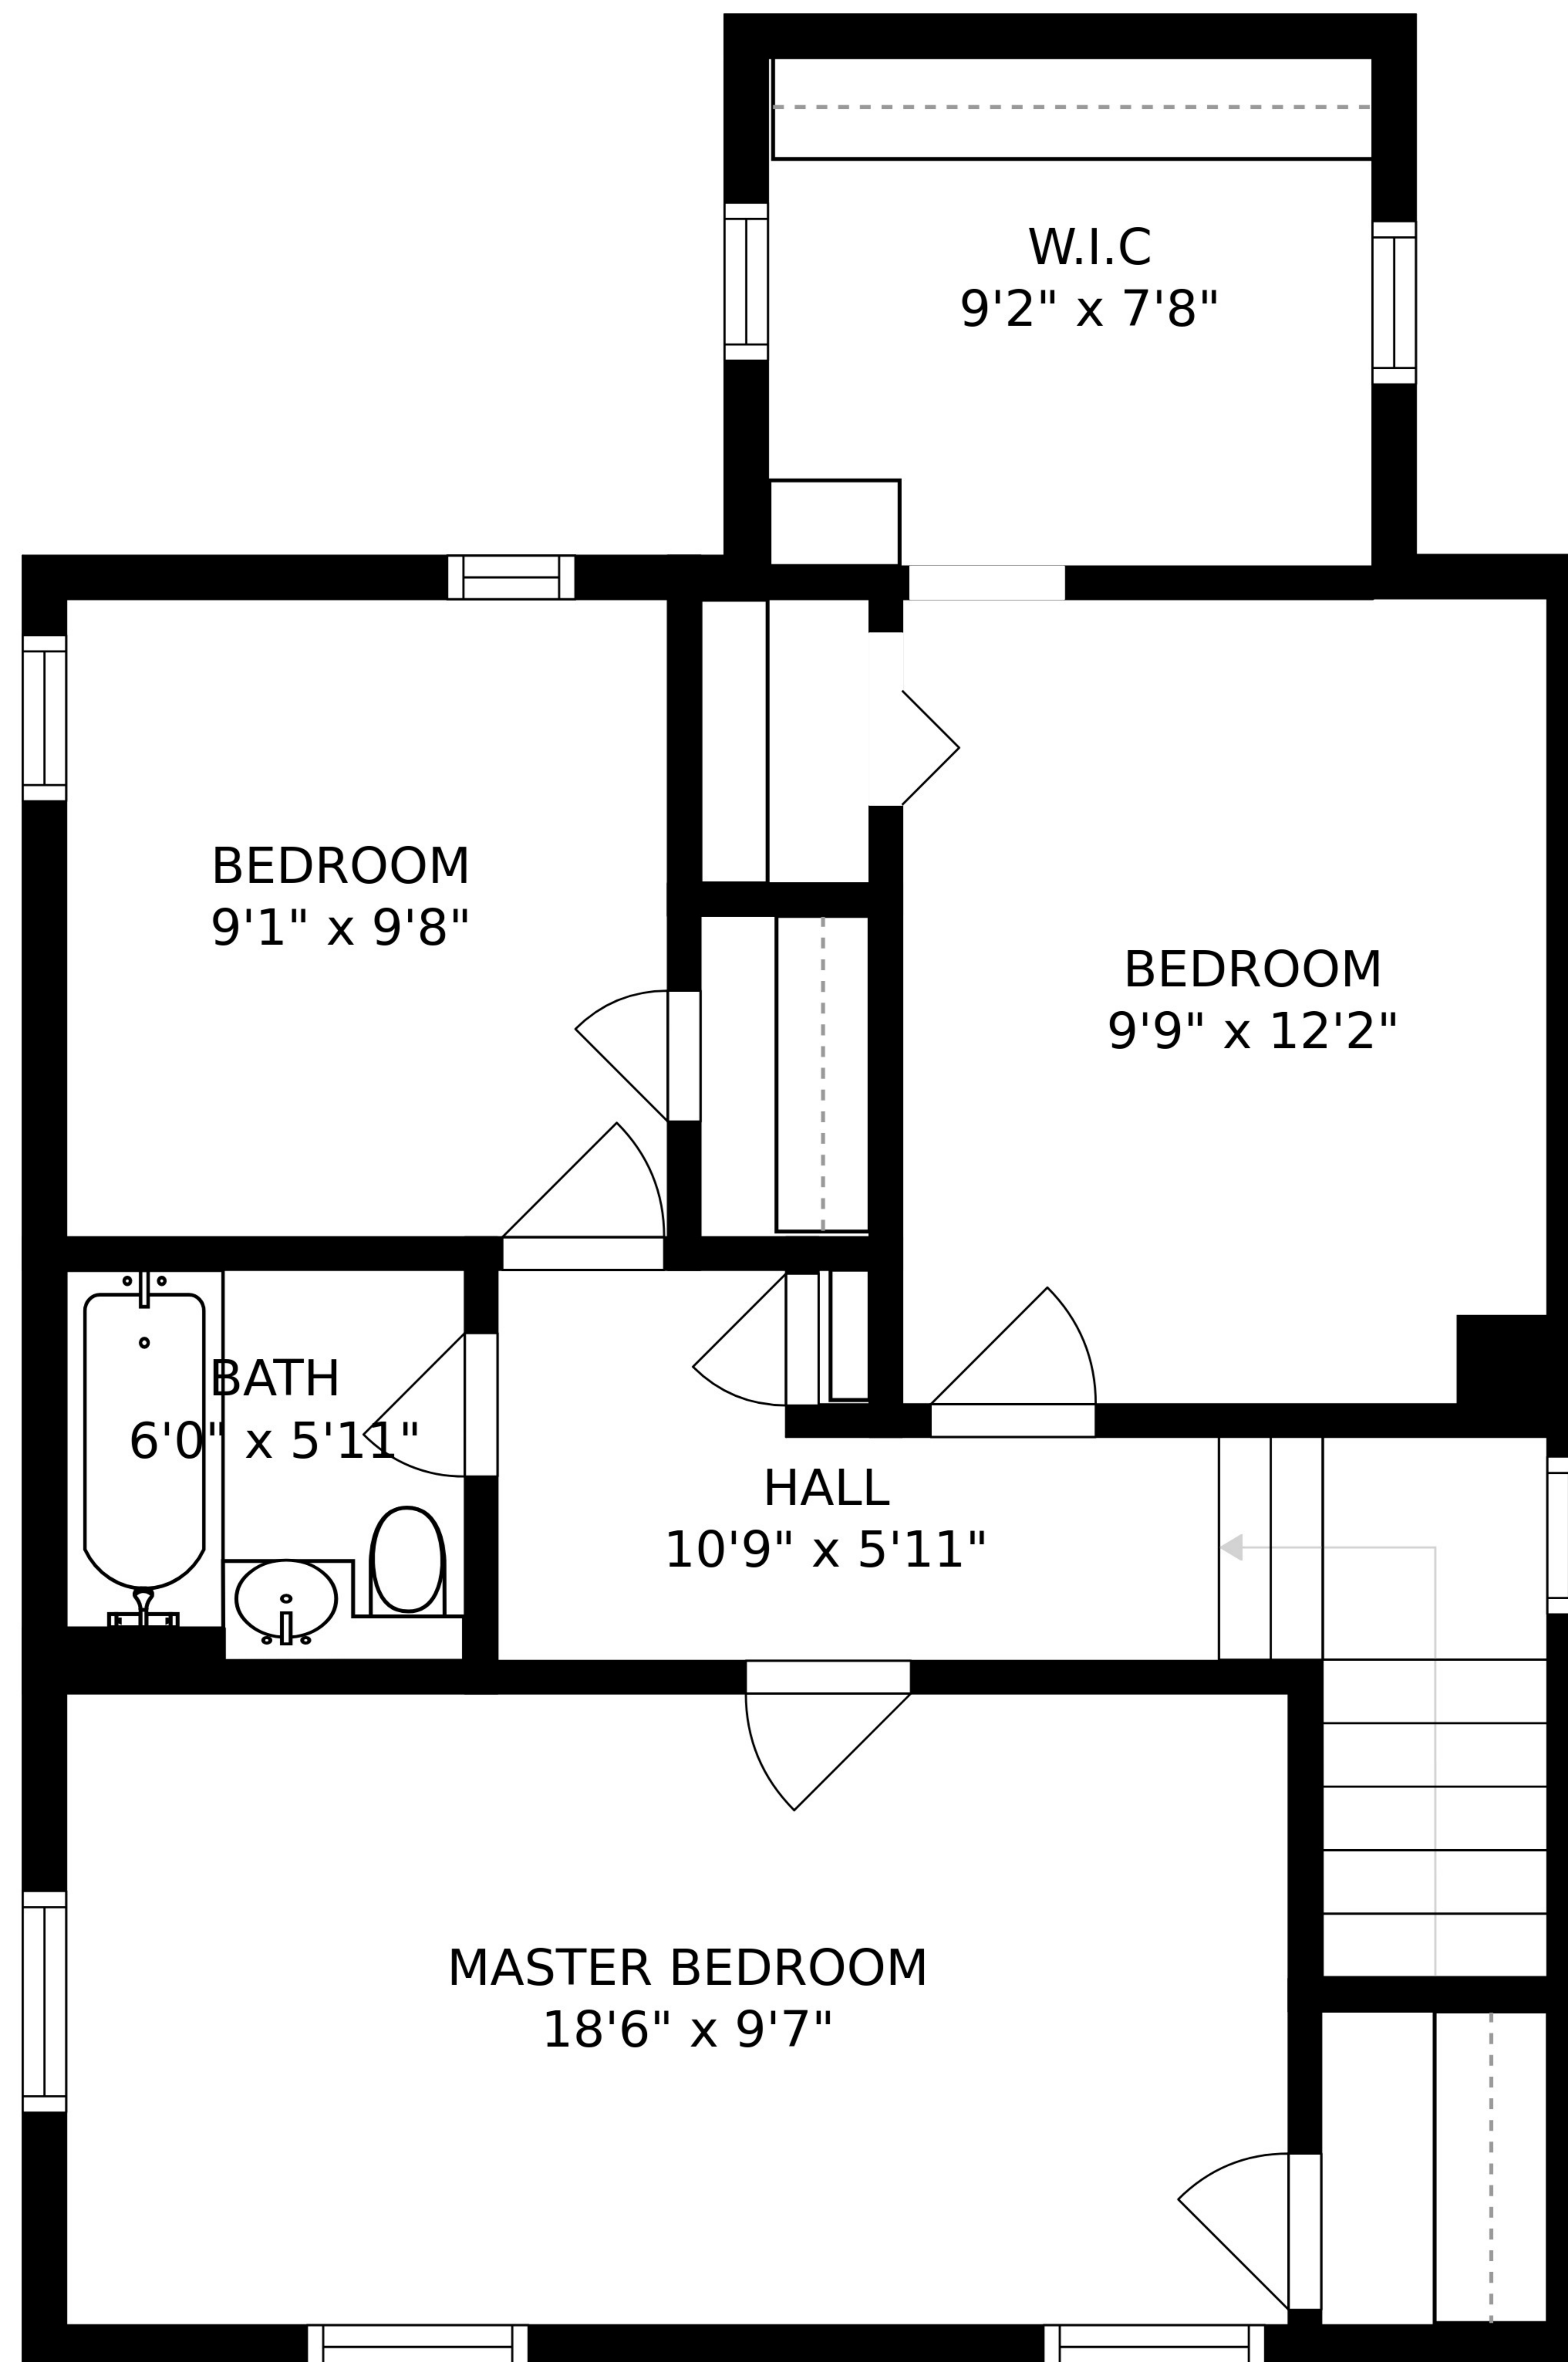 W.I.C
9'2" x 7'8"
BEDROOM
9'1" x 9'8"
BEDROOM
9'9" x 12'2"
BATH
6'0" x 5'11"
HALL
10'9" x 5'11"
MASTER BEDROOM
18'6" x 9'7"